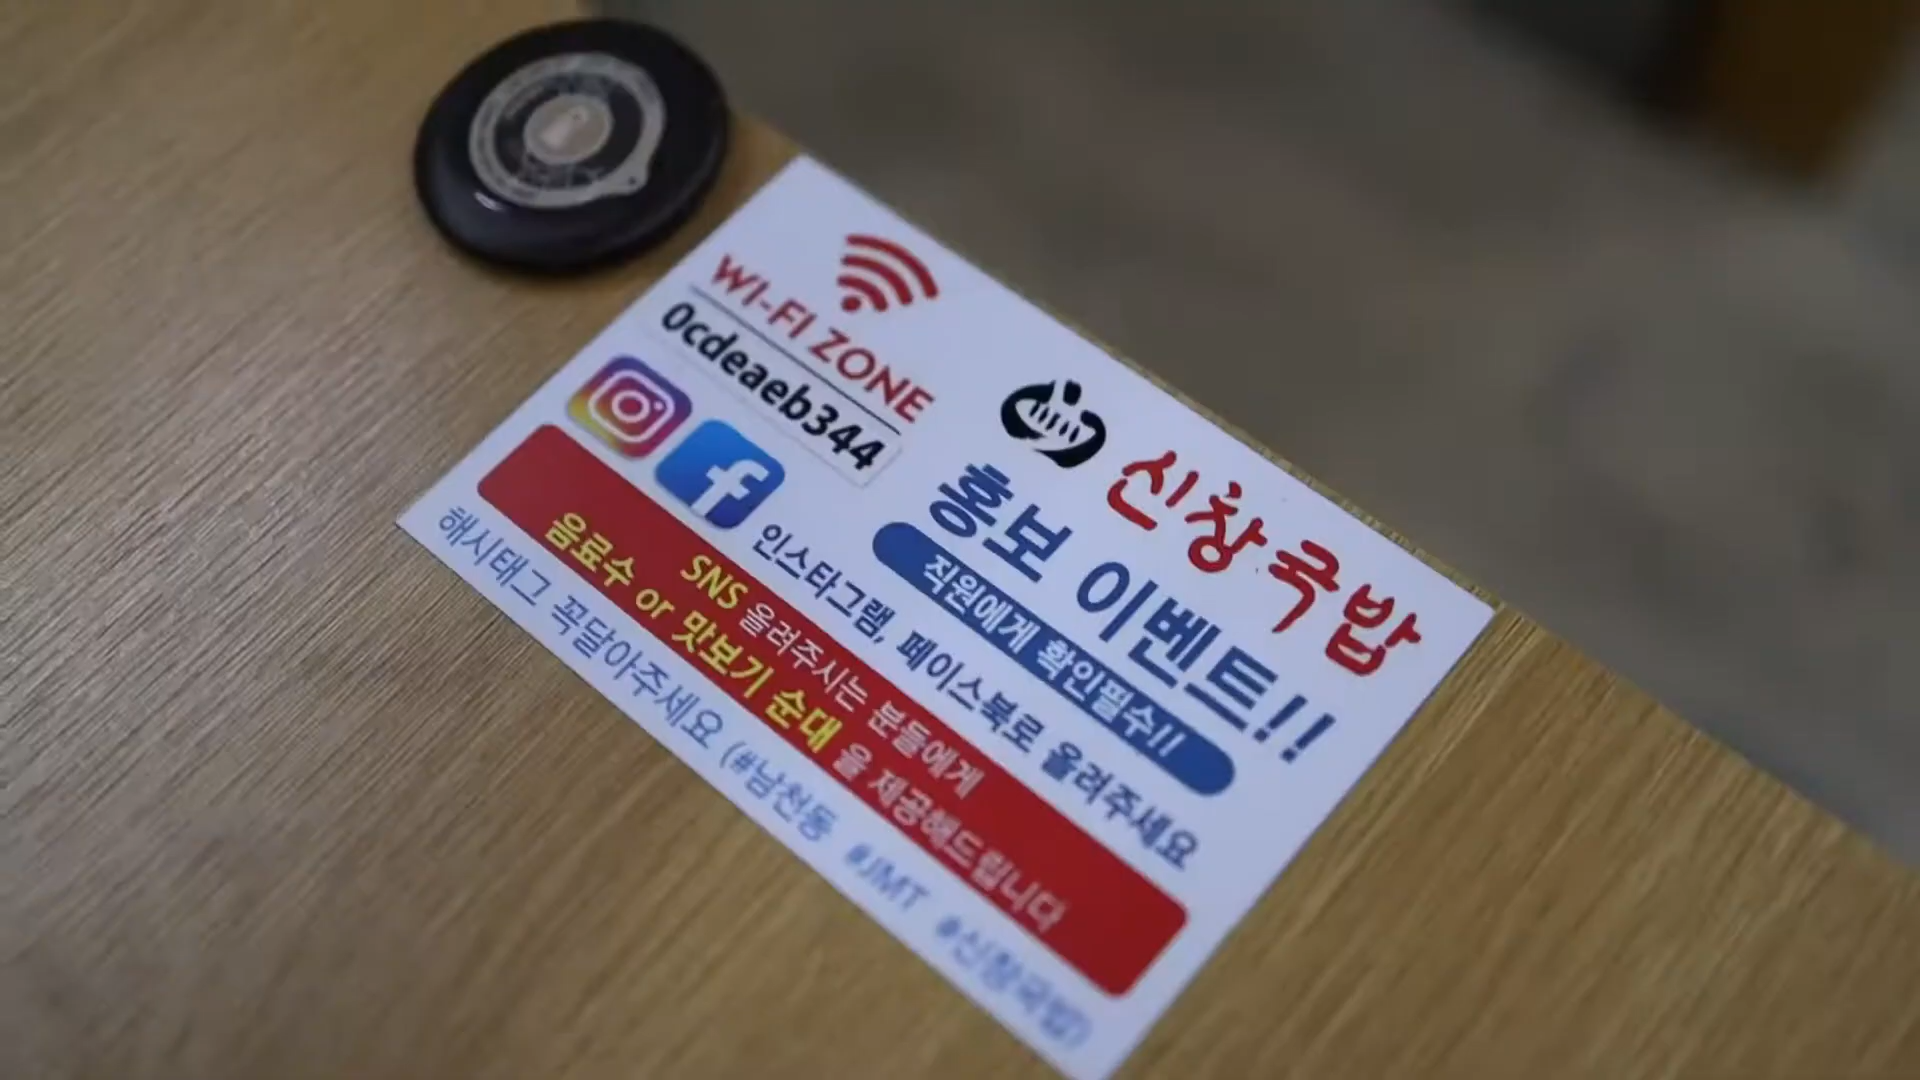 WI-FI ZONE
0cdeaeb344
신창국밥
홍보 이벤트!!
직원에게 확인필수!!
인스타그램, 페이스북로 올려주세요
SNS 올려주시는 분들에게
음료수 or 맛보기 순대 을 제공해드립니다
해시태그 꼭달아주세요 (#남천동 #JMT #신창국밥)